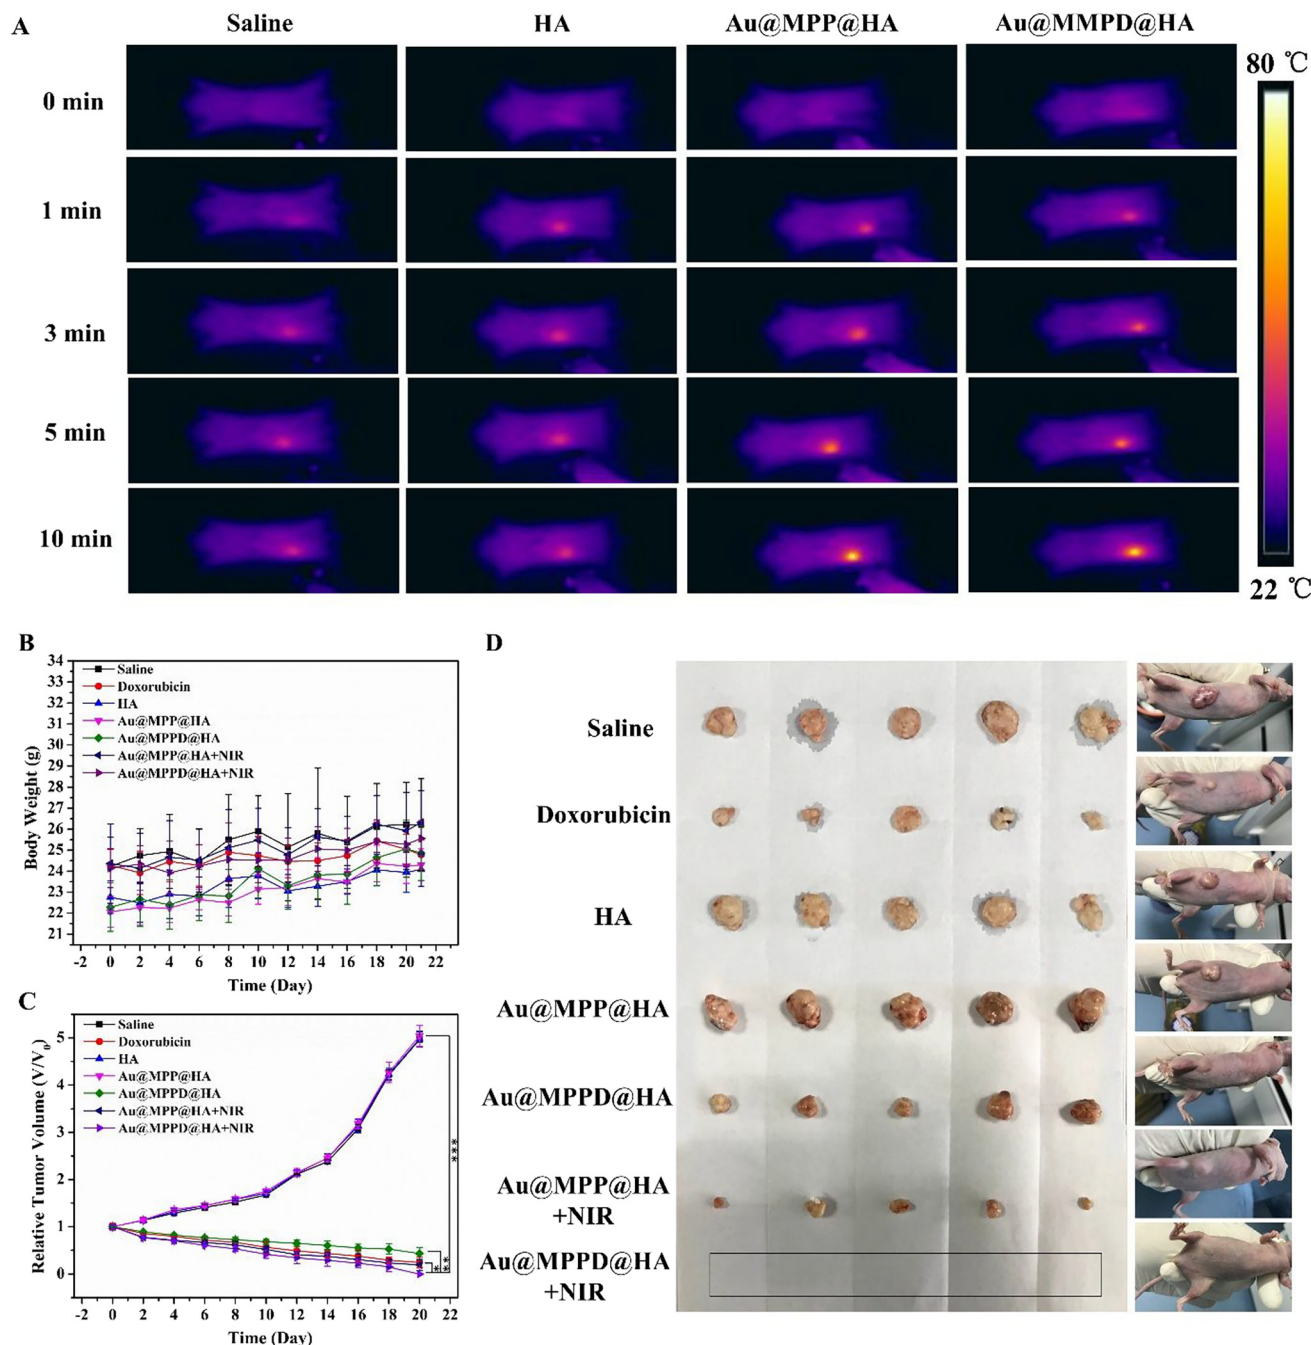 A
Saline HA Au@MPP@HA Au@MMPD@HA
80 ℃
0 min
1 min
3 min
5 min
10 min
22 ℃
B
34
33
32
31
30
29
28
27
26
25
24
23
22
21
Body Weight (g)
Saline
Doxorubicin
HA
Au@MPP@HA
Au@MPPD@HA
Au@MPP@HA+NIR
Au@MPPD@HA+NIR
-2 0 2 4 6 8 10 12 14 16 18 20 22
Time (Day)
C
5
4
3
2
1
0
Relative Tumor Volume (V/V0)
Saline
Doxorubicin
HA
Au@MPP@HA
Au@MPPD@HA
Au@MPP@HA+NIR
Au@MPPD@HA+NIR
***
**
*
-2 0 2 4 6 8 10 12 14 16 18 20 22
Time (Day)
D
Saline
Doxorubicin
HA
Au@MPP@HA
Au@MPPD@HA
Au@MPP@HA
+NIR
Au@MPPD@HA
+NIR